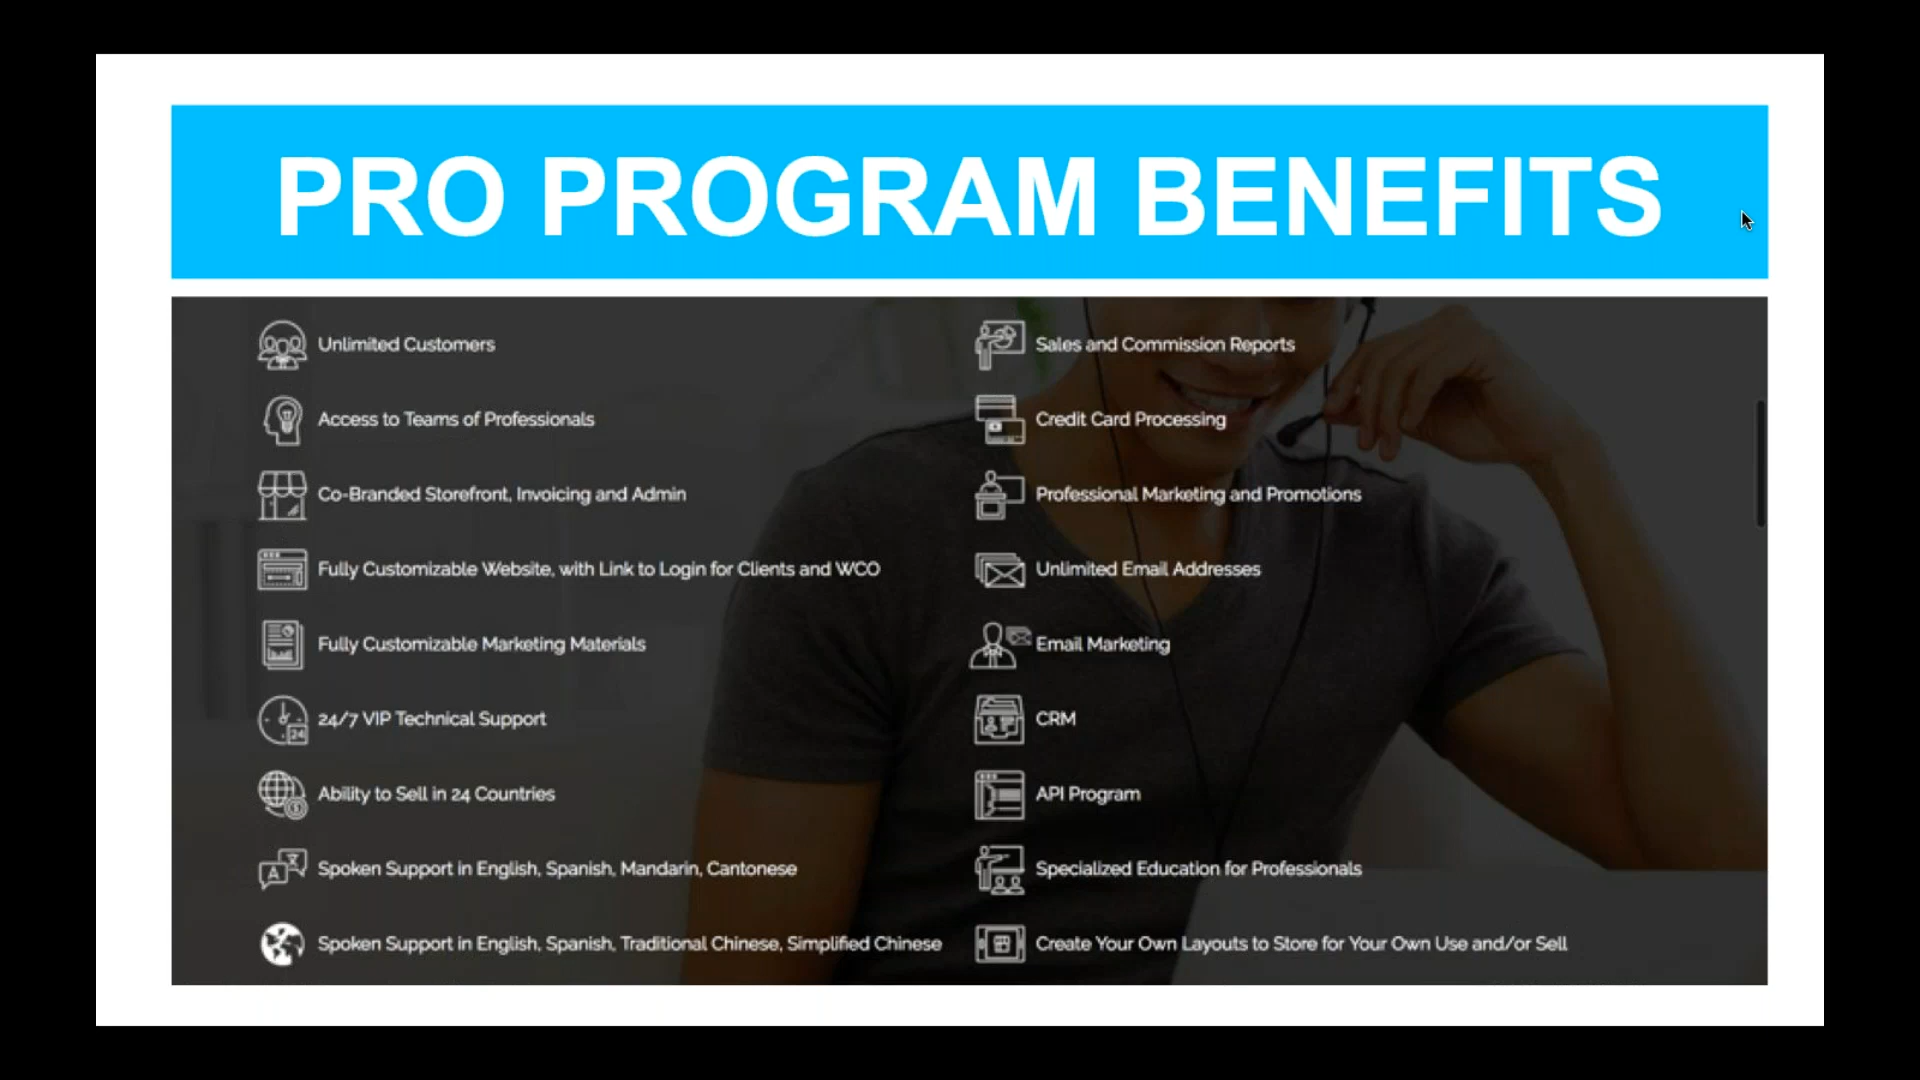 PRO PROGRAM BENEFITS
Unlimited Customers
Access to Teams of Professionals
Co-Branded Storefront, Invoicing and Admin
Fully Customizable Website, with Link to Login for Clients and WCO
Fully Customizable Marketing Materials
24/7 VIP Technical Support
Ability to Sell in 24 Countries
Spoken Support in English, Spanish, Mandarin, Cantonese
Spoken Support in English, Spanish, Traditional Chinese, Simplified Chinese
Sales and Commission Reports
Credit Card Processing
Professional Marketing and Promotions
Unlimited Email Addresses
Email Marketing
CRM
API Program
Specialized Education for Professionals
Create Your Own Layouts to Store for Your Own Use and/or Sell